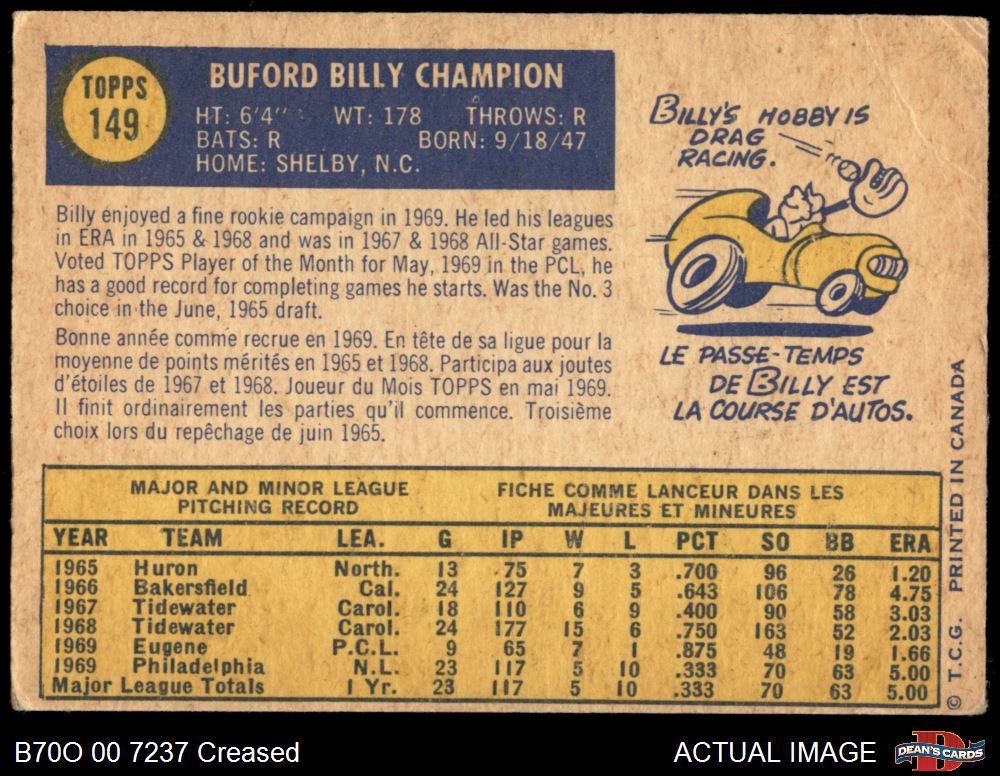 TOPPS
149
BUFORD BILLY CHAMPION
HT: 6'4" WT: 178 THROWS: R
BATS: R BORN: 9/18/47
HOME: SHELBY, N.C.
Billy enjoyed a fine rookie campaign in 1969. He led his leagues
in ERA in 1965 & 1968 and was in 1967 & 1968 All-Star games.
Voted TOPPS Player of the Month for May, 1969 in the PCL, he
has a good record for completing games he starts. Was the No. 3
choice in the June, 1965 draft.
Bonne année comme recrue en 1969. En tête de sa ligue pour la
moyenne de points mérités en 1965 et 1968. Participa aux joutes
d'étoiles de 1967 et 1968. Joueur du Mois TOPPS en mai 1969.
Il finit ordinairement les parties qu'il commence. Troisième
choix lors du repêchage de juin 1965.
BILLY'S HOBBY IS
DRAG
RACING.
LE PASSE-TEMPS
DE BILLY EST
LA COURSE D'AUTOS.
MAJOR AND MINOR LEAGUE
PITCHING RECORD
FICHE COMME LANCEUR DANS LES
MAJEURES ET MINEURES
YEAR TEAM LEA. G IP W L PCT SO BB ERA
1965 Huron North. 13 75 7 3 .700 96 26 1.20
1966 Bakersfield Cal. 24 127 9 5 .643 106 78 4.75
1967 Tidewater Carol. 18 110 6 9 .400 90 58 3.03
1968 Tidewater Carol. 24 177 15 6 .750 163 52 2.03
1969 Eugene P.C.L. 9 65 7 1 .875 48 19 1.66
1969 Philadelphia N.L. 23 117 5 10 .333 70 63 5.00
Major League Totals 1 Yr. 23 117 5 10 .333 70 63 5.00
© T.C.G. PRINTED IN CANADA
B70O 00 7237 Creased
ACTUAL IMAGE
DEAN'S CARDS